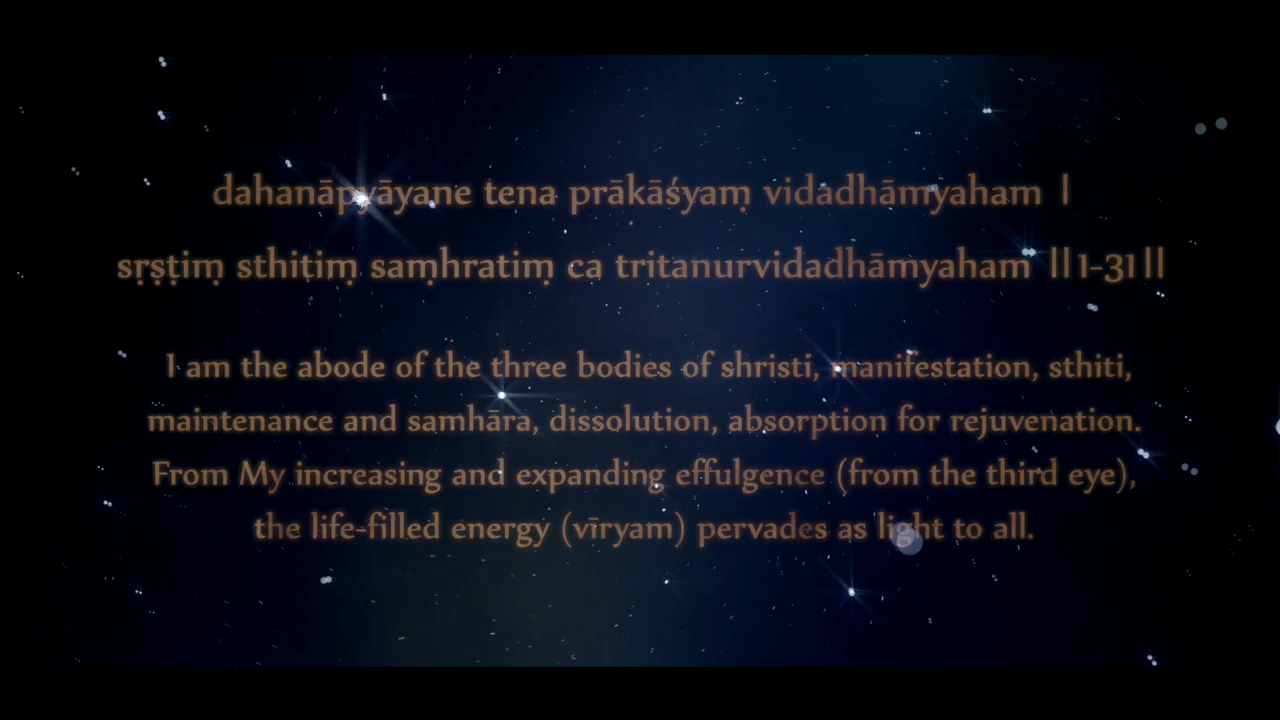 dahanāpyāyane tena prākāśyaṃ vidadhāmyaham |
sṛṣṭiṃ sthitiṃ saṃhratiṃ ca tritanurvidadhāmyaham || 1-31 ||
I am the abode of the three bodies of shristi, manifestation, sthiti,
maintenance and saṃhāra, dissolution, absorption for rejuvenation.
From My increasing and expanding effulgence (from the third eye),
the life-filled energy (vīryam) pervades as light to all.